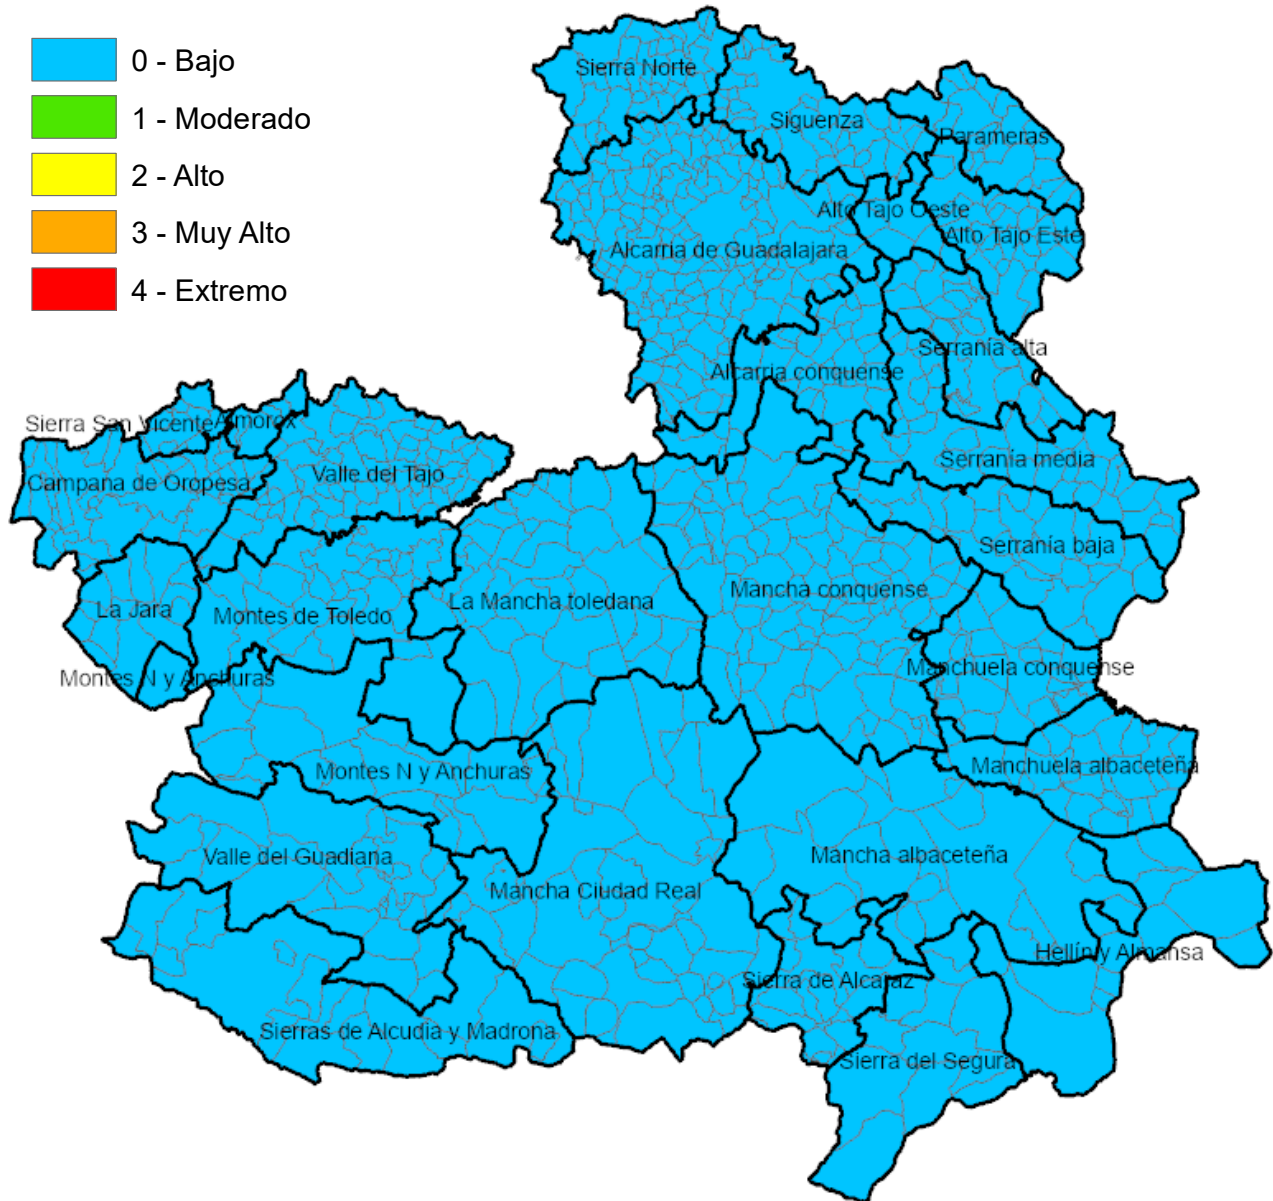 0 - Bajo
1 - Moderado
2 - Alto
3 - Muy Alto
4 - Extremo
Sierra Norte
Siguenza
Parameras
Alto Tajo Oeste
Alto Tajo Este
Alcarria de Guadalajara
Serranía alta
Alcarria conquense
Sierra San Vicente
Almorox
Serranía media
Valle del Tajo
Campana de Oropesa
Serranía baja
Mancha conquense
La Mancha toledana
La Jara
Montes de Toledo
Manchuela conquense
Montes N y Anchuras
Manchuela albaceteña
Montes N y Anchuras
Mancha albaceteña
Valle del Guadiana
Mancha Ciudad Real
Hellín y Almansa
Sierra de Alcaraz
Sierras de Alcudia y Madrona
Sierra del Segura